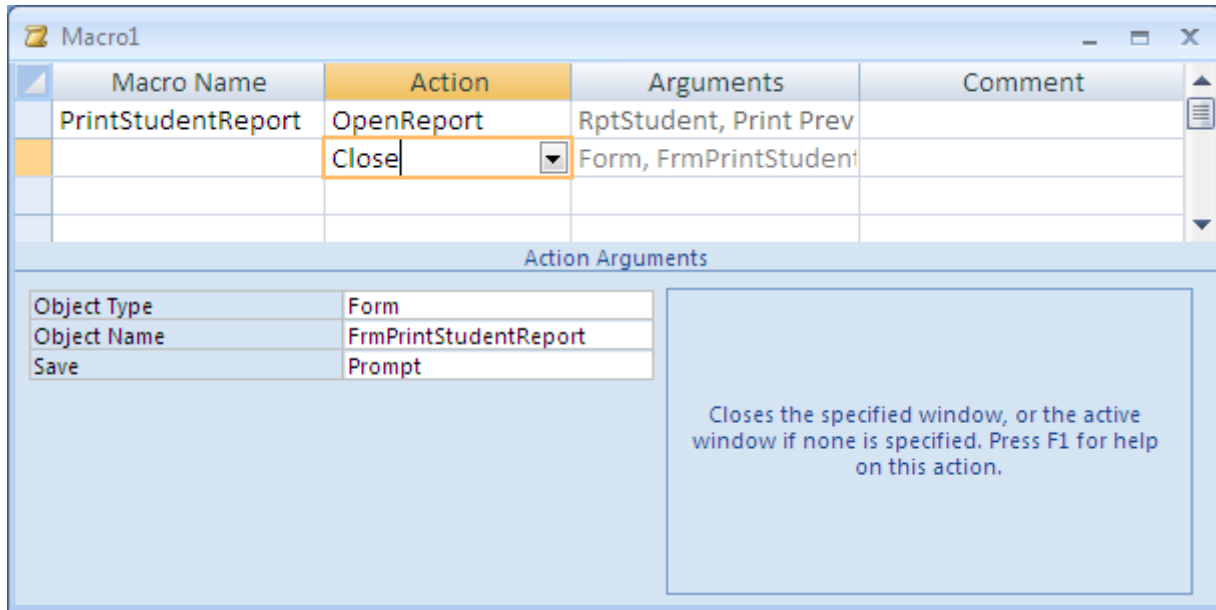 Macro1
Macro Name Action Arguments Comment
PrintStudentReport OpenReport RptStudent, Print Prev
Close Form, FrmPrintStudent
Action Arguments
Object Type Form
Object Name FrmPrintStudentReport
Save Prompt
Closes the specified window, or the active
window if none is specified. Press F1 for help
on this action.